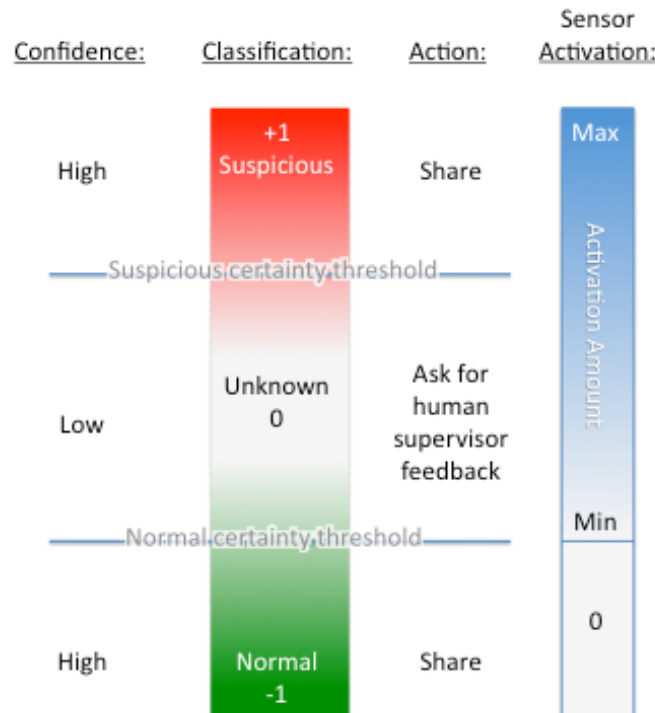 Sensor
Confidence: Classification: Action: Activation:
+1
Suspicious
Max
High
Share
Suspicious certainty threshold
Activation Amount
Unknown
0
Low
Ask for
human
supervisor
feedback
Min
Normal certainty threshold
0
High
Normal
-1
Share